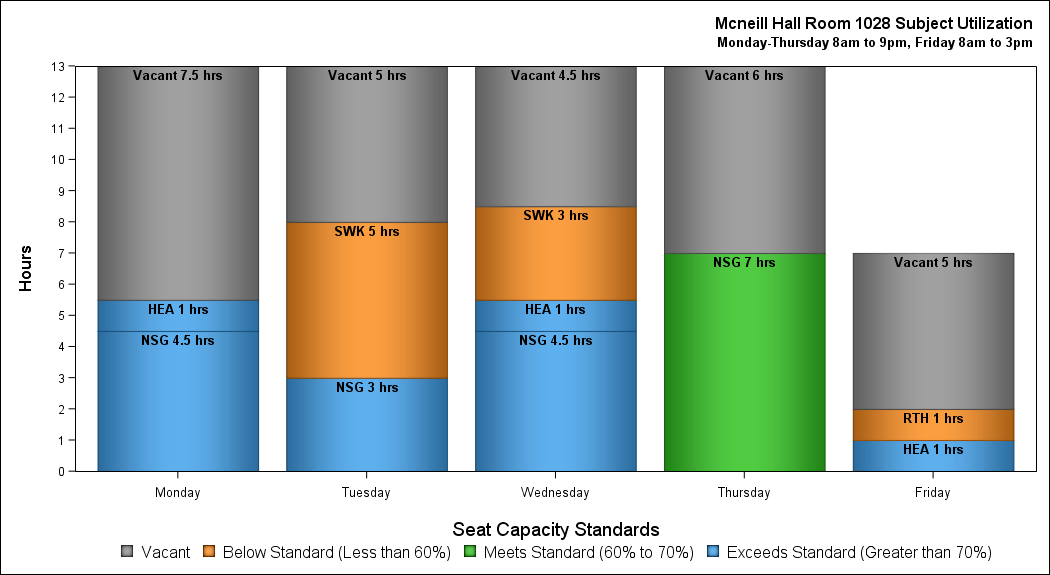 Mcneill Hall Room 1028 Subject Utilization
Monday-Thursday 8am to 9pm, Friday 8am to 3pm
Hours
13
12
11
10
9
8
7
6
5
4
3
2
1
0
Vacant 7.5 hrs
HEA 1 hrs
NSG 4.5 hrs
Vacant 5 hrs
SWK 5 hrs
NSG 3 hrs
Vacant 4.5 hrs
SWK 3 hrs
HEA 1 hrs
NSG 4.5 hrs
Vacant 6 hrs
NSG 7 hrs
Vacant 5 hrs
RTH 1 hrs
HEA 1 hrs
Monday Tuesday Wednesday Thursday Friday
Seat Capacity Standards
Vacant Below Standard (Less than 60%) Meets Standard (60% to 70%) Exceeds Standard (Greater than 70%)